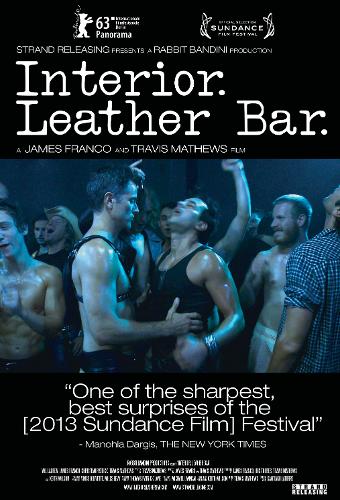 63 Internationale
Filmfestspiele
Berlin
Panorama
OFFICIAL SELECTION
SUNDANCE
FILM FESTIVAL
STRAND RELEASING PRESENTS A RABBIT BANDINI PRODUCTION
Interior.
Leather Bar.
A JAMES FRANCO AND TRAVIS MATHEWS FILM
“One of the sharpest,
best surprises of the
[2013 Sundance Film] Festival”
- Manohla Dargis, THE NEW YORK TIMES
STRAND
RELEASING